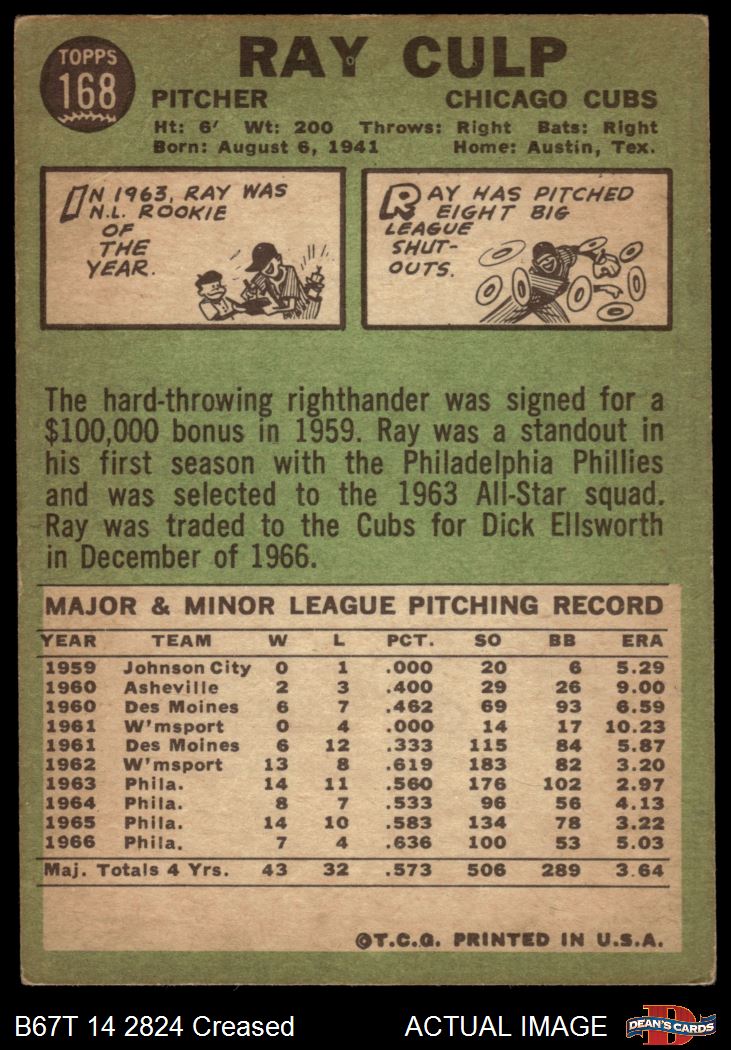 TOPPS
168
RAY CULP
PITCHER CHICAGO CUBS
Ht: 6' Wt: 200 Throws: Right Bats: Right
Born: August 6, 1941 Home: Austin, Tex.
IN 1963, RAY WAS
N.L. ROOKIE
OF
THE
YEAR.
RAY HAS PITCHED
EIGHT BIG
LEAGUE
SHUT-
OUTS.
The hard-throwing righthander was signed for a
$100,000 bonus in 1959. Ray was a standout in
his first season with the Philadelphia Phillies
and was selected to the 1963 All-Star squad.
Ray was traded to the Cubs for Dick Ellsworth
in December of 1966.
MAJOR & MINOR LEAGUE PITCHING RECORD
YEAR TEAM W L PCT. SO BB ERA
1959 Johnson City 0 1 .000 20 6 5.29
1960 Asheville 2 3 .400 29 26 9.00
1960 Des Moines 6 7 .462 69 93 6.59
1961 W'msport 0 4 .000 14 17 10.23
1961 Des Moines 6 12 .333 115 84 5.87
1962 W'msport 13 8 .619 183 82 3.20
1963 Phila. 14 11 .560 176 102 2.97
1964 Phila. 8 7 .533 96 56 4.13
1965 Phila. 14 10 .583 134 78 3.22
1966 Phila. 7 4 .636 100 53 5.03
Maj. Totals 4 Yrs. 43 32 .573 506 289 3.64
©T.C.G. PRINTED IN U.S.A.
B67T 14 2824 Creased ACTUAL IMAGE
DEAN'S CARDS